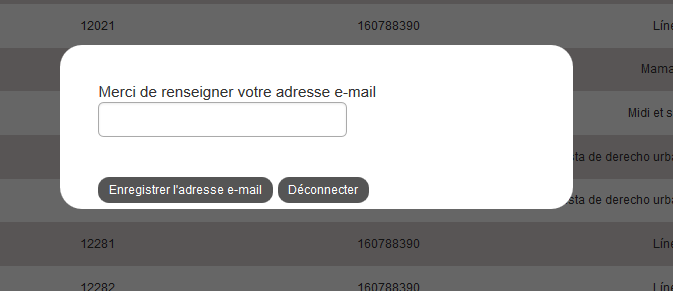 12021 160788390 Líne
Mama
Merci de renseigner votre adresse e-mail
Midi et s
sta de derecho urba
Enregistrer l'adresse e-mail Déconnecter
sta de derecho urba
12281 160788390 Líne
12282 160788390 Líne